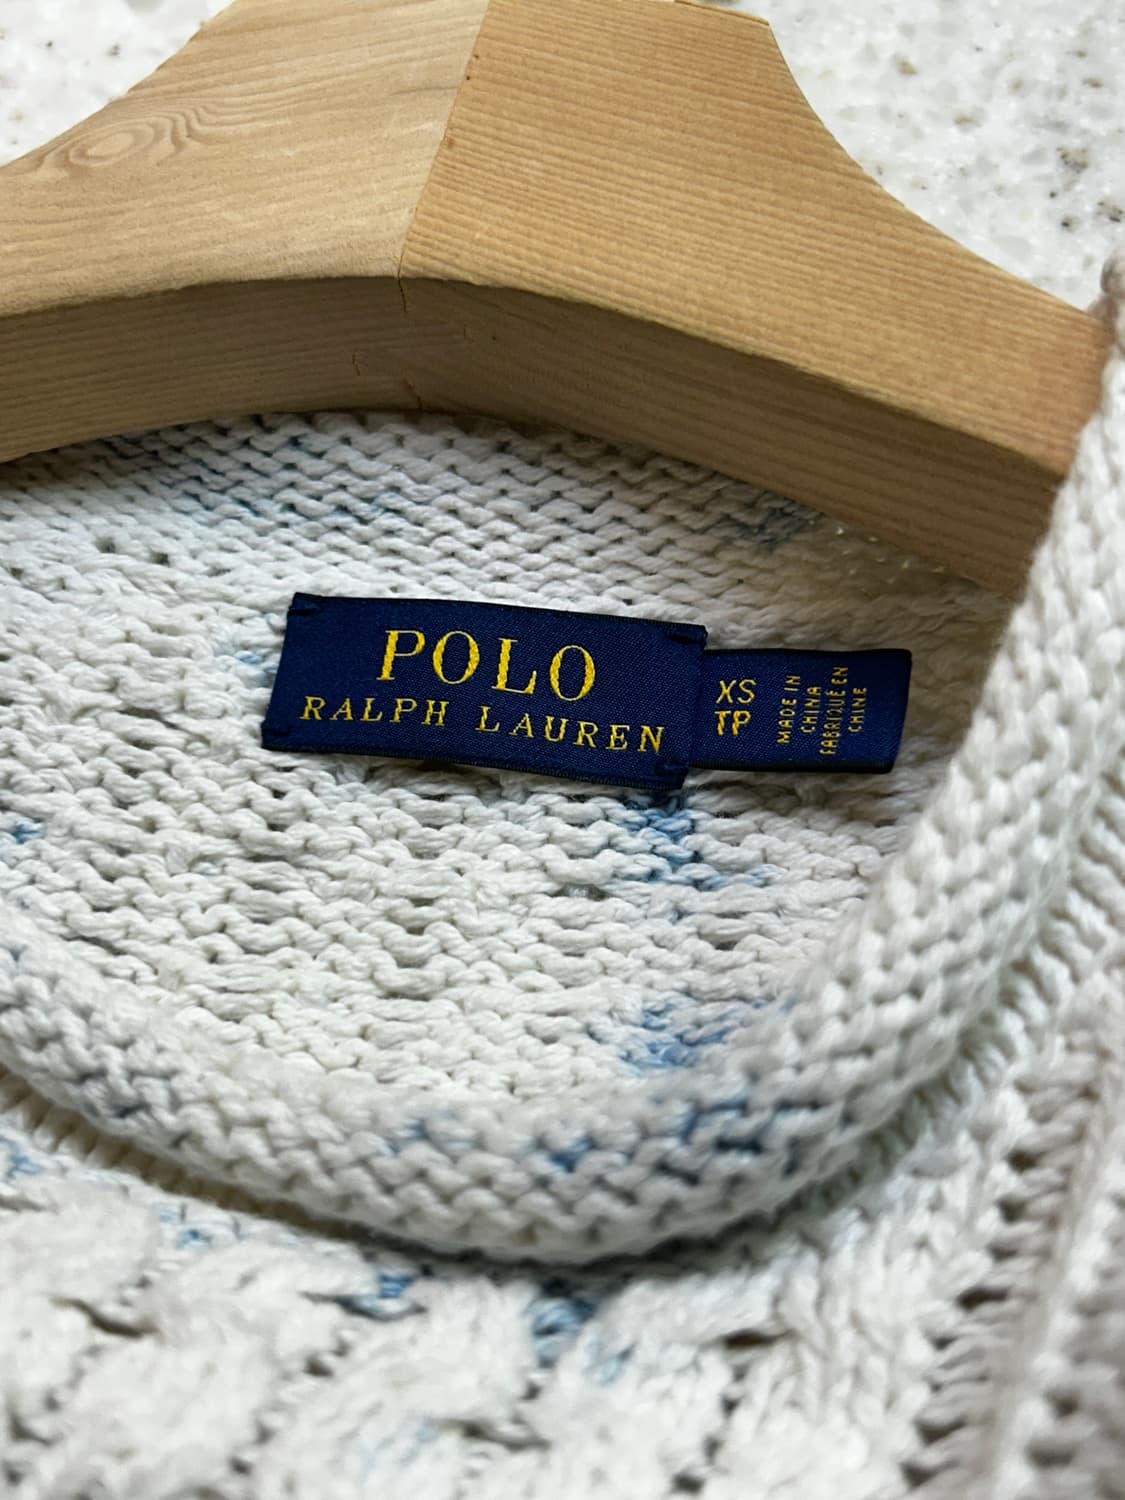 POLO
RALPH LAUREN
XS
TP
MADE IN
CHINA
FABRIQUÉ EN
CHINE